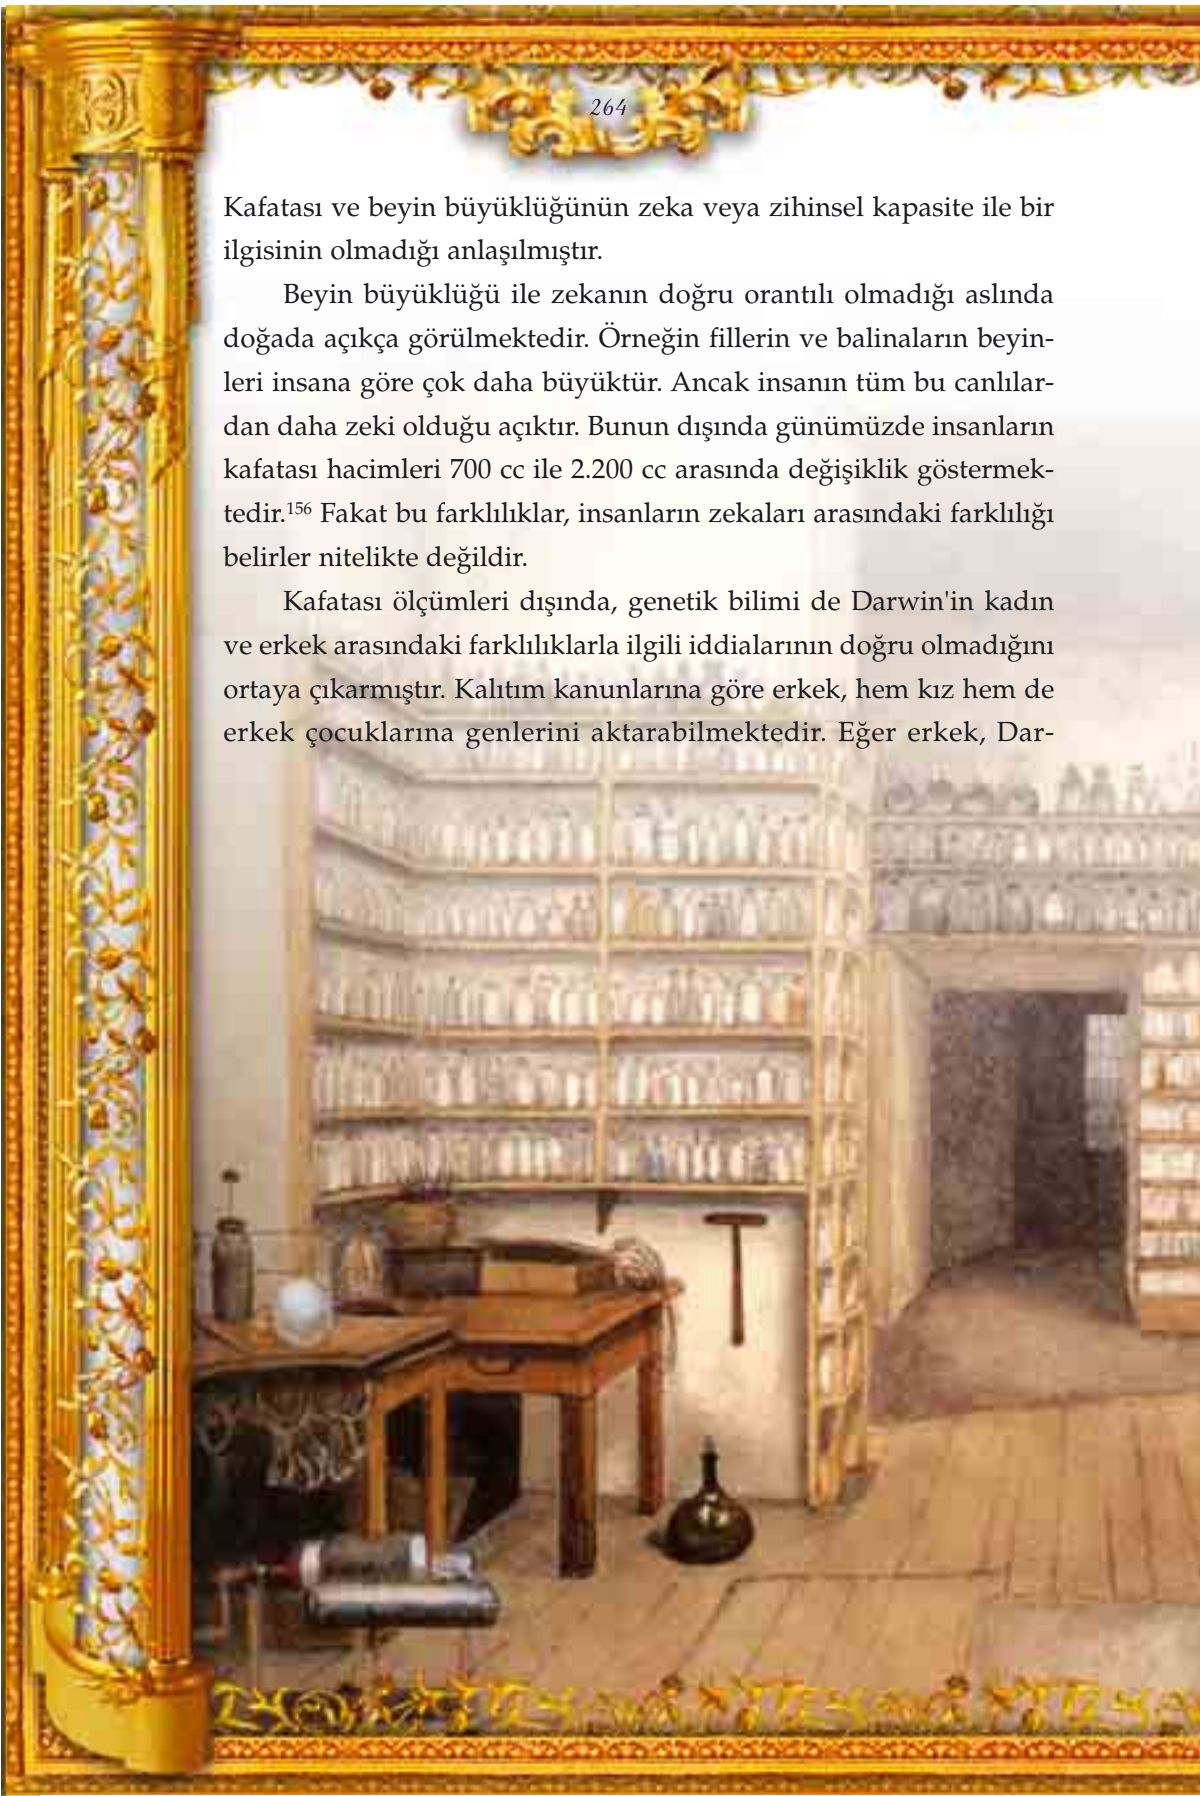 264
Kafatası ve beyin büyüklüğünün zeka veya zihinsel kapasite ile bir
ilgisinin olmadığı anlaşılmıştır.
Beyin büyüklüğü ile zekanın doğru orantılı olmadığı aslında
doğada açıkça görülmektedir. Örneğin fillerin ve balinaların beyin-
leri insana göre çok daha büyüktür. Ancak insanın tüm bu canlılar-
dan daha zeki olduğu açıktır. Bunun dışında günümüzde insanların
kafatası hacimleri 700 cc ile 2.200 cc arasında değişiklik göstermek-
tedir.¹⁵⁶ Fakat bu farklılıklar, insanların zekaları arasındaki farklılığı
belirler nitelikte değildir.
Kafatası ölçümleri dışında, genetik bilimi de Darwin'in kadın
ve erkek arasındaki farklılıklarla ilgili iddialarının doğru olmadığını
ortaya çıkarmıştır. Kalıtım kanunlarına göre erkek, hem kız hem de
erkek çocuklarına genlerini aktarabilmektedir. Eğer erkek, Dar-